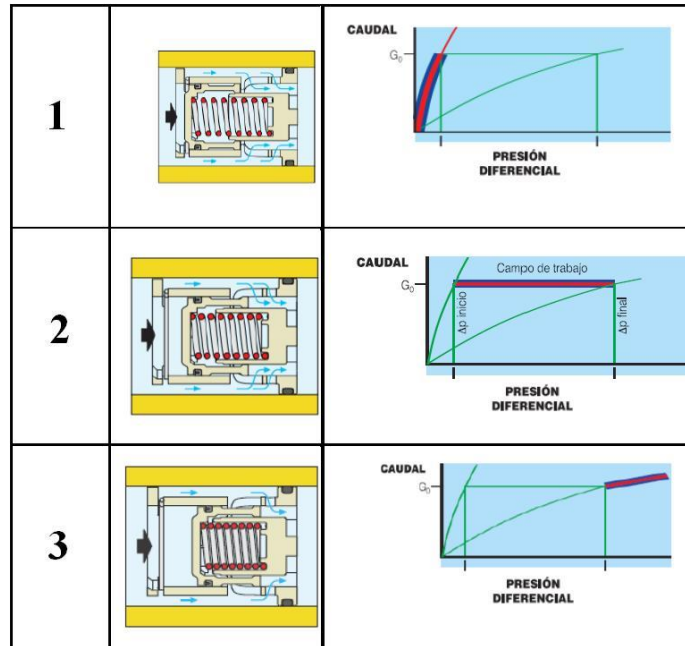 1
CAUDAL
G₀
PRESIÓN
DIFERENCIAL
2
CAUDAL
Campo de trabajo
G₀
Δp inicio
Δp final
PRESIÓN
DIFERENCIAL
3
CAUDAL
G₀
PRESIÓN
DIFERENCIAL